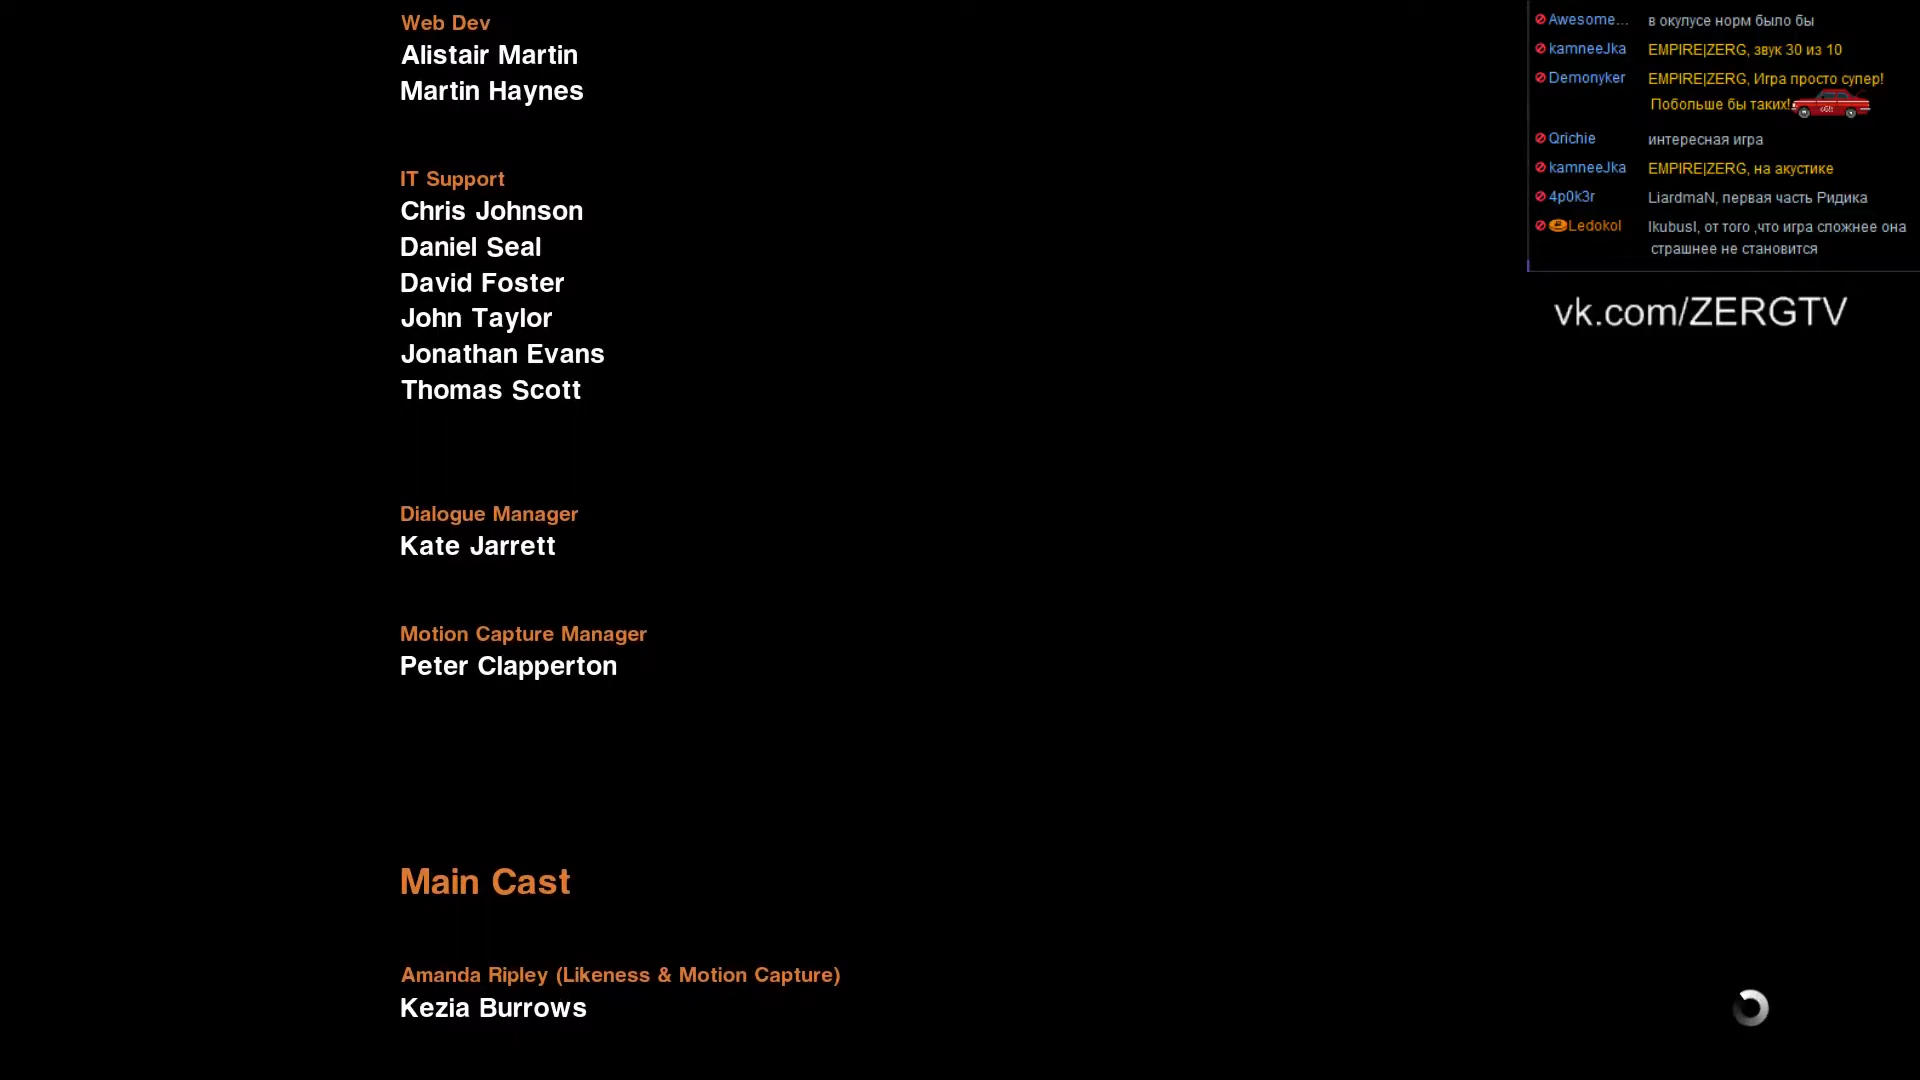 Web Dev
Alistair Martin
Martin Haynes
IT Support
Chris Johnson
Daniel Seal
David Foster
John Taylor
Jonathan Evans
Thomas Scott
Dialogue Manager
Kate Jarrett
Motion Capture Manager
Peter Clapperton
Main Cast
Amanda Ripley (Likeness & Motion Capture)
Kezia Burrows
Awesome... в окулусе норм было бы
kamneeJka EMPIRE|ZERG, звук 30 из 10
Demonyker EMPIRE|ZERG, Игра просто супер!
Побольше бы таких!
Qrichie интересная игра
kamneeJka EMPIRE|ZERG, на акустике
4p0k3r LiardmaN, первая часть Ридика
Ledokol Ikubusl, от того ,что игра сложнее она
страшнее не становится
vk.com/ZERGTV